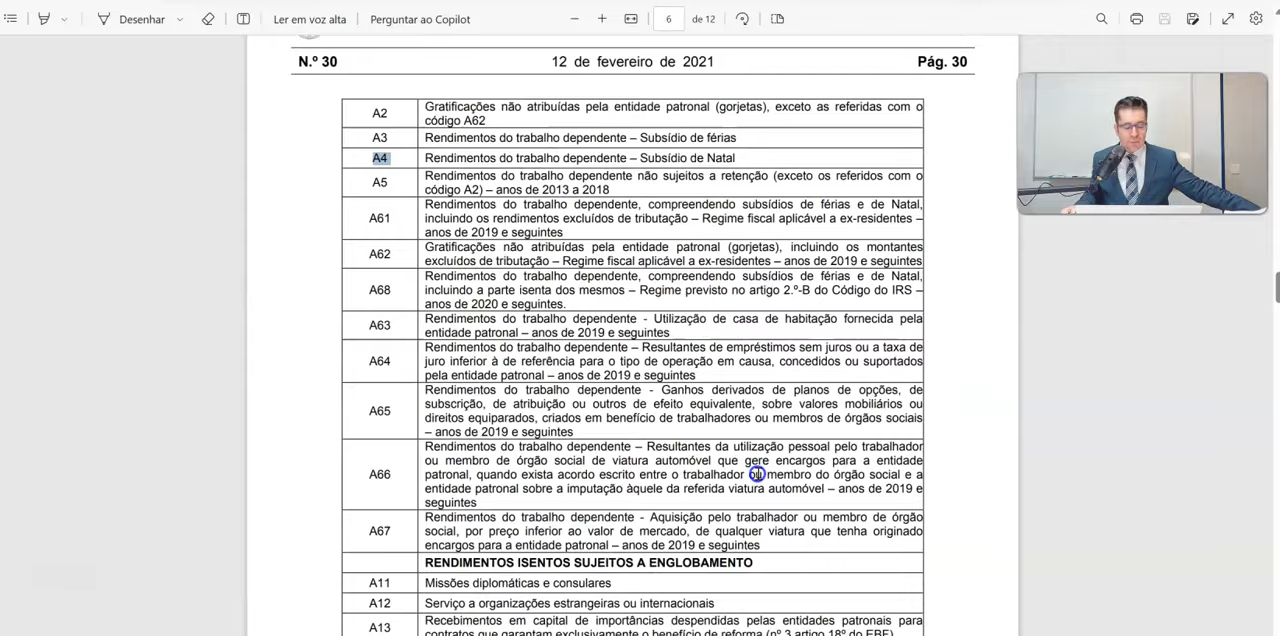 Desenhar
Ler em voz alta
Perguntar ao Copilot
6 de 12
N.º 30 12 de fevereiro de 2021 Pág. 30
A2 Gratificações não atribuídas pela entidade patronal (gorjetas), exceto as referidas com o
código A62
A3 Rendimentos do trabalho dependente – Subsídio de férias
A4 Rendimentos do trabalho dependente – Subsídio de Natal
A5 Rendimentos do trabalho dependente não sujeitos a retenção (exceto os referidos com o
código A2) – anos de 2013 a 2018
A61 Rendimentos do trabalho dependente, compreendendo subsídios de férias e de Natal,
incluindo os rendimentos excluídos de tributação – Regime fiscal aplicável a ex-residentes –
anos de 2019 e seguintes
A62 Gratificações não atribuídas pela entidade patronal (gorjetas), incluindo os montantes
excluídos de tributação – Regime fiscal aplicável a ex-residentes – anos de 2019 e seguintes
A68 Rendimentos do trabalho dependente, compreendendo subsídios de férias e de Natal,
incluindo a parte isenta dos mesmos – Regime previsto no artigo 2.º-B do Código do IRS –
anos de 2020 e seguintes.
A63 Rendimentos do trabalho dependente - Utilização de casa de habitação fornecida pela
entidade patronal – anos de 2019 e seguintes
A64 Rendimentos do trabalho dependente – Resultantes de empréstimos sem juros ou a taxa de
juro inferior à de referência para o tipo de operação em causa, concedidos ou suportados
pela entidade patronal – anos de 2019 e seguintes
A65 Rendimentos do trabalho dependente - Ganhos derivados de planos de opções, de
subscrição, de atribuição ou outros de efeito equivalente, sobre valores mobiliários ou
direitos equiparados, criados em benefício de trabalhadores ou membros de órgãos sociais
– anos de 2019 e seguintes
A66 Rendimentos do trabalho dependente – Resultantes da utilização pessoal pelo trabalhador
ou membro de órgão social de viatura automóvel que gere encargos para a entidade
patronal, quando exista acordo escrito entre o trabalhador ou membro do órgão social e a
entidade patronal sobre a imputação àquele da referida viatura automóvel – anos de 2019 e
seguintes
A67 Rendimentos do trabalho dependente - Aquisição pelo trabalhador ou membro de órgão
social, por preço inferior ao valor de mercado, de qualquer viatura que tenha originado
encargos para a entidade patronal – anos de 2019 e seguintes
RENDIMENTOS ISENTOS SUJEITOS A ENGLOBAMENTO
A11 Missões diplomáticas e consulares
A12 Serviço a organizações estrangeiras ou internacionais
A13 Recebimentos em capital de importâncias despendidas pelas entidades patronais para
contratos que garantam exclusivamente o benefício de reforma (nº 3 artigo 18º do EBF)